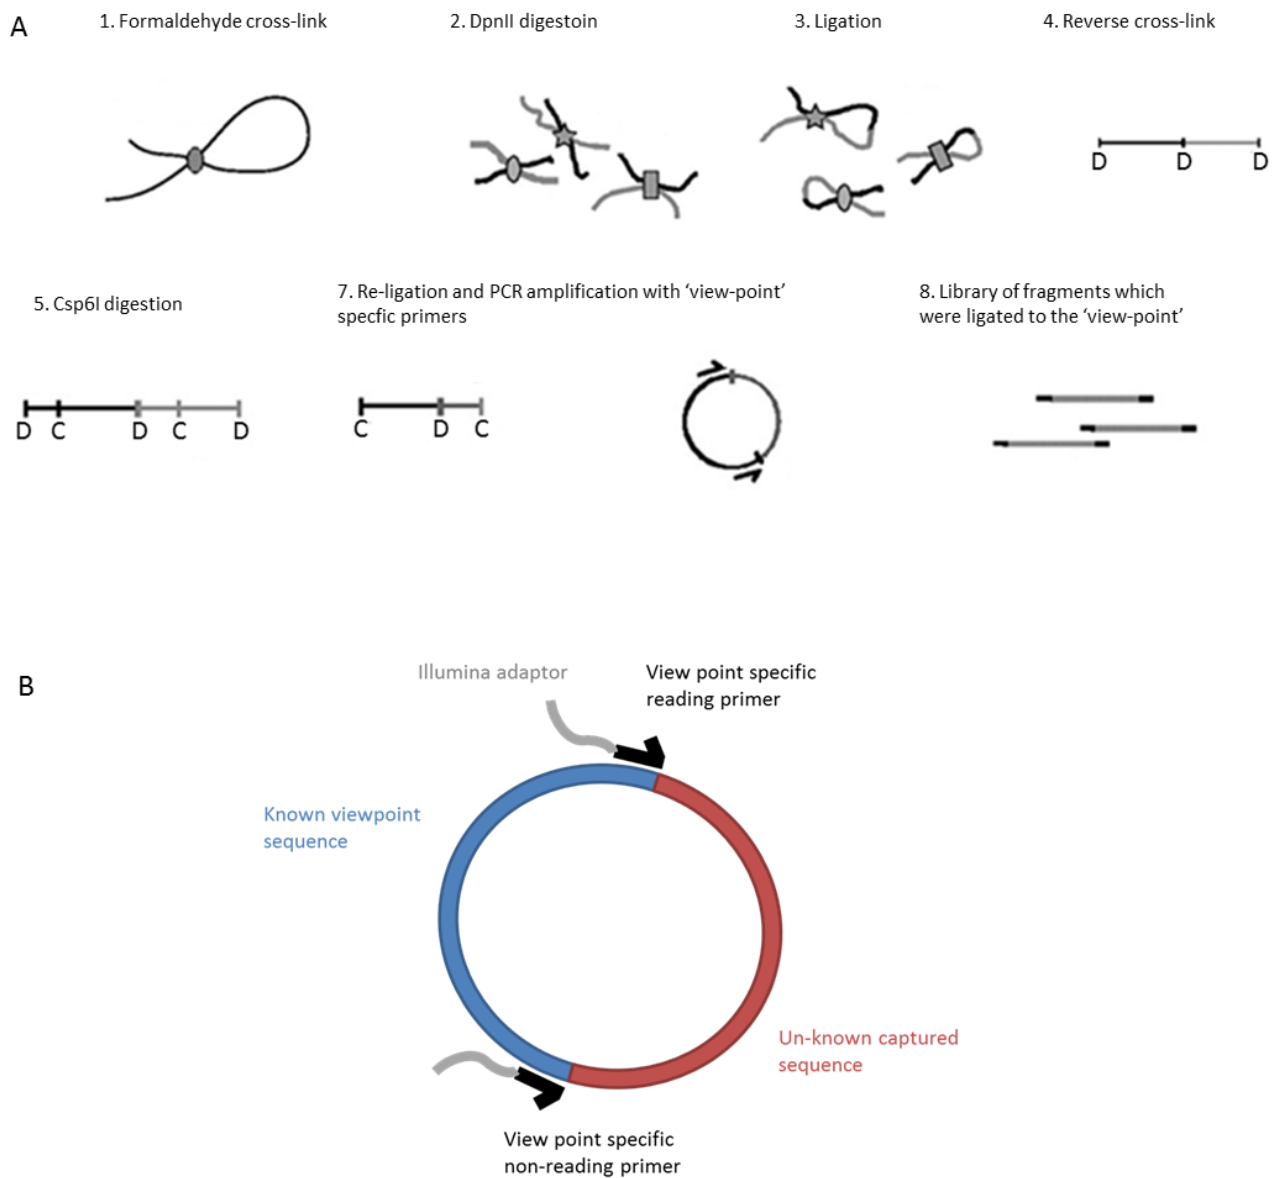 A
1. Formaldehyde cross-link
2. DpnII digestoin
3. Ligation
4. Reverse cross-link
D D D
5. Csp6I digestion
7. Re-ligation and PCR amplification with ‘view-point’
specfic primers
8. Library of fragments which
were ligated to the ‘view-point’
D C D C D
C D C
B
Illumina adaptor
View point specific
reading primer
Known viewpoint
sequence
Un-known captured
sequence
View point specific
non-reading primer